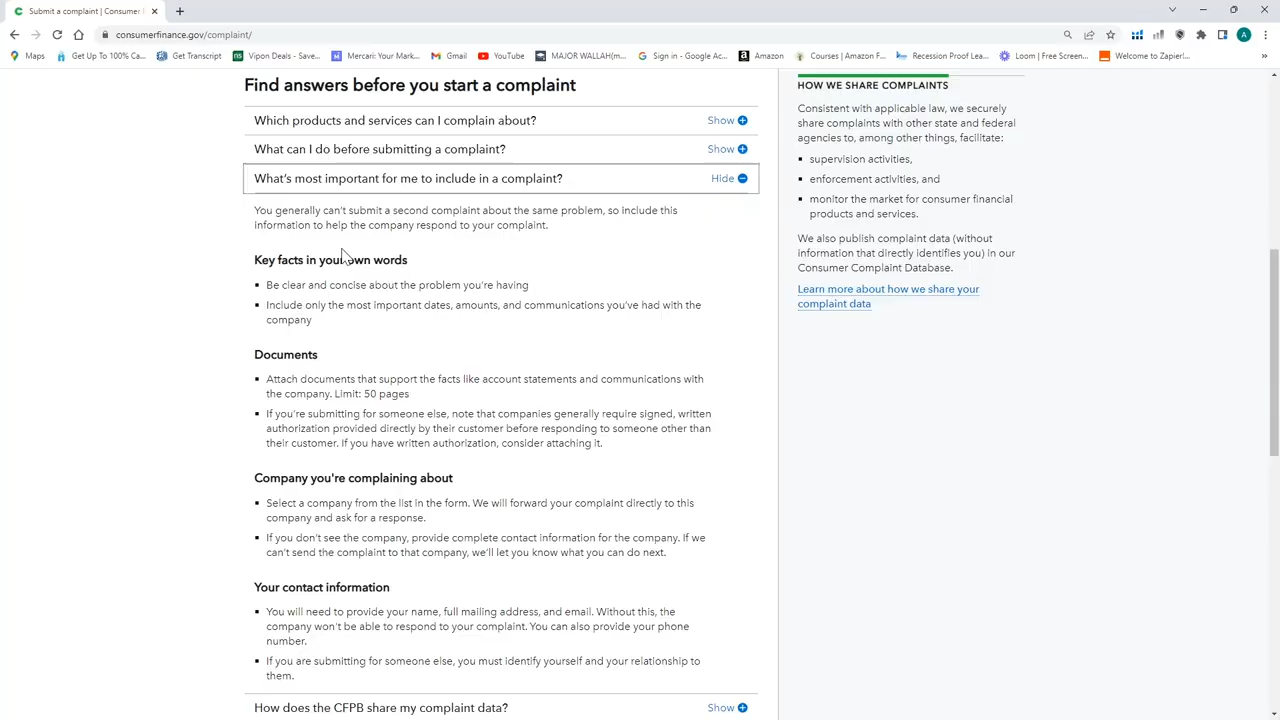 Submit a complaint | Consumer Fin
consumerfinance.gov/complaint/
A
Maps
Get Up To 100% Ca...
Get Transcript
Vipon Deals - Save...
Mercari: Your Mark...
Gmail
YouTube
MAJOR WALLAH(m...
Sign in - Google Ac...
Amazon
Courses | Amazon F...
Recession Proof Lea...
Loom | Free Screen...
Welcome to Zapier!...
»
Find answers before you start a complaint
Which products and services can I complain about?
Show
What can I do before submitting a complaint?
Show
What's most important for me to include in a complaint?
Hide
You generally can't submit a second complaint about the same problem, so include this
information to help the company respond to your complaint.
Key facts in your own words
Be clear and concise about the problem you're having
Include only the most important dates, amounts, and communications you've had with the
company
Documents
Attach documents that support the facts like account statements and communications with
the company. Limit: 50 pages
If you're submitting for someone else, note that companies generally require signed, written
authorization provided directly by their customer before responding to someone other than
their customer. If you have written authorization, consider attaching it.
Company you're complaining about
Select a company from the list in the form. We will forward your complaint directly to this
company and ask for a response.
If you don't see the company, provide complete contact information for the company. If we
can't send the complaint to that company, we'll let you know what you can do next.
Your contact information
You will need to provide your name, full mailing address, and email. Without this, the
company won't be able to respond to your complaint. You can also provide your phone
number.
If you are submitting for someone else, you must identify yourself and your relationship to
them.
How does the CFPB share my complaint data?
Show
HOW WE SHARE COMPLAINTS
Consistent with applicable law, we securely
share complaints with other state and federal
agencies to, among other things, facilitate:
supervision activities,
enforcement activities, and
monitor the market for consumer financial
products and services.
We also publish complaint data (without
information that directly identifies you) in our
Consumer Complaint Database.
Learn more about how we share your
complaint data